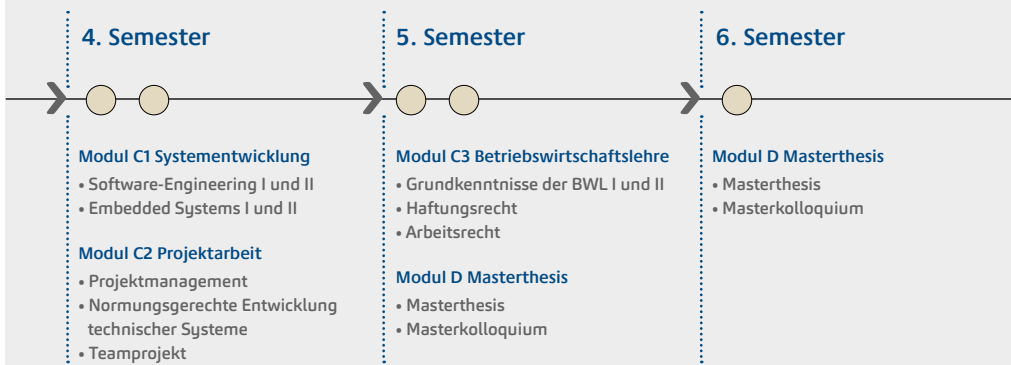 4. Semester
Modul C1 Systementwicklung
• Software-Engineering I und II
• Embedded Systems I und II
Modul C2 Projektarbeit
• Projektmanagement
• Normungsgerechte Entwicklung
technischer Systeme
• Teamprojekt
5. Semester
Modul C3 Betriebswirtschaftslehre
• Grundkenntnisse der BWL I und II
• Haftungsrecht
• Arbeitsrecht
Modul D Masterthesis
• Masterthesis
• Masterkolloquium
6. Semester
Modul D Masterthesis
• Masterthesis
• Masterkolloquium